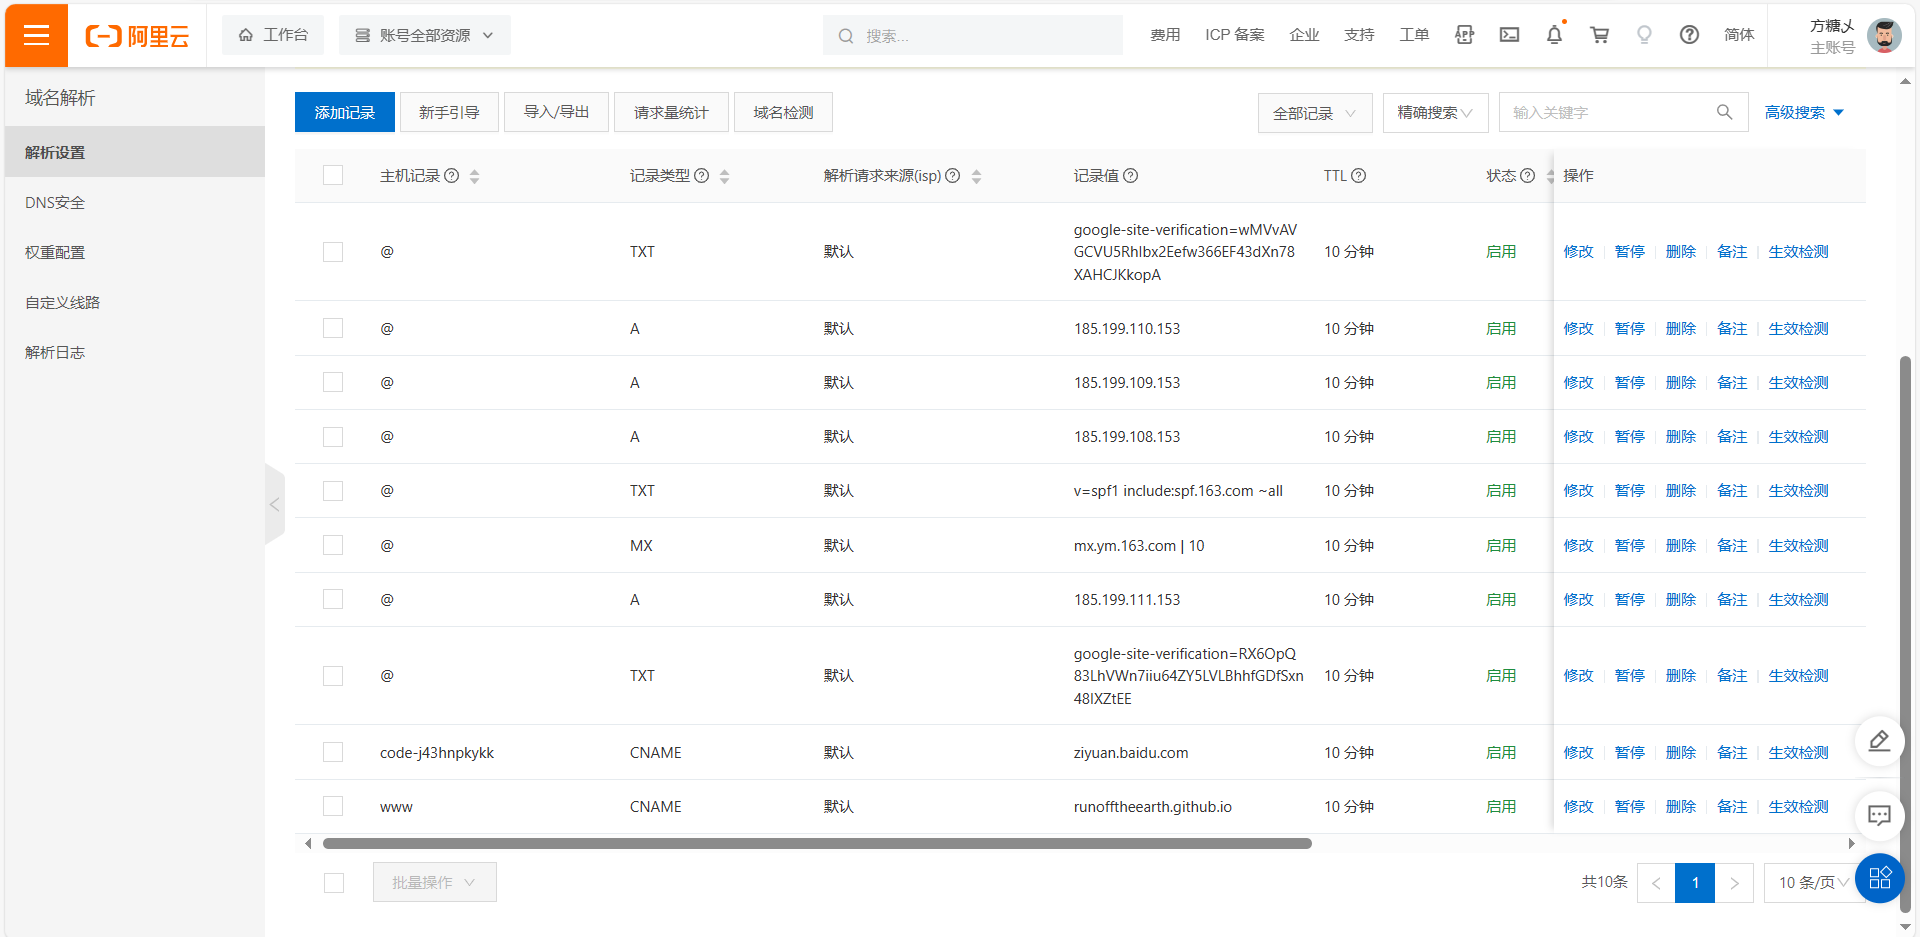 阿里云
工作台
账号全部资源
搜索...
费用
ICP 备案
企业
支持
工单
APP
简体
方糖乂
主账号
域名解析
解析设置
DNS安全
权重配置
自定义线路
解析日志
添加记录
新手引导
导入/导出
请求量统计
域名检测
全部记录
精确搜索
输入关键字
高级搜索
主机记录 记录类型 解析请求来源(isp) 记录值 TTL 状态 操作
@ TXT 默认 google-site-verification=wMVvAV
GCVU5RhIbx2Eefw366EF43dXn78
XAHCJKkopA 10 分钟 启用 修改 暂停 删除 备注 生效检测
@ A 默认 185.199.110.153 10 分钟 启用 修改 暂停 删除 备注 生效检测
@ A 默认 185.199.109.153 10 分钟 启用 修改 暂停 删除 备注 生效检测
@ A 默认 185.199.108.153 10 分钟 启用 修改 暂停 删除 备注 生效检测
@ TXT 默认 v=spf1 include:spf.163.com ~all 10 分钟 启用 修改 暂停 删除 备注 生效检测
@ MX 默认 mx.ym.163.com | 10 10 分钟 启用 修改 暂停 删除 备注 生效检测
@ A 默认 185.199.111.153 10 分钟 启用 修改 暂停 删除 备注 生效检测
@ TXT 默认 google-site-verification=RX6OpQ
83LhVWn7iiu64ZY5LVLBhhfGDfSxn
48IXZtEE 10 分钟 启用 修改 暂停 删除 备注 生效检测
code-j43hnpkykk CNAME 默认 ziyuan.baidu.com 10 分钟 启用 修改 暂停 删除 备注 生效检测
www CNAME 默认 runofftheearth.github.io 10 分钟 启用 修改 暂停 删除 备注 生效检测
批量操作
共10条
1
10 条/页